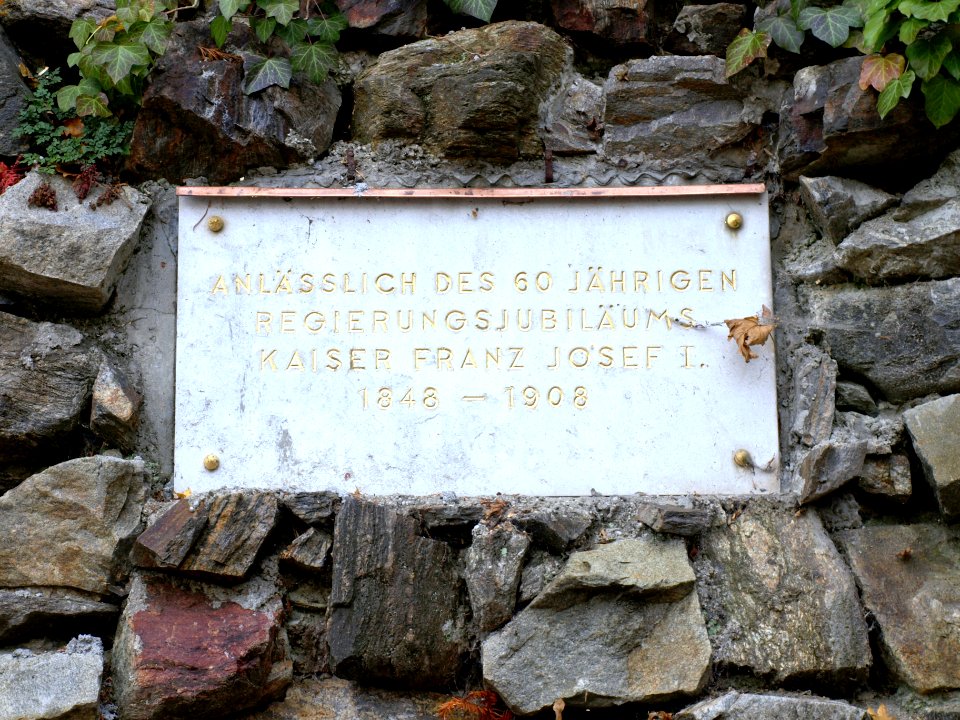 ANLÄSSLICH DES 60 JÄHRIGEN
REGIERUNGSJUBILÄUMS
KAISER FRANZ JOSEF I.
1848 – 1908